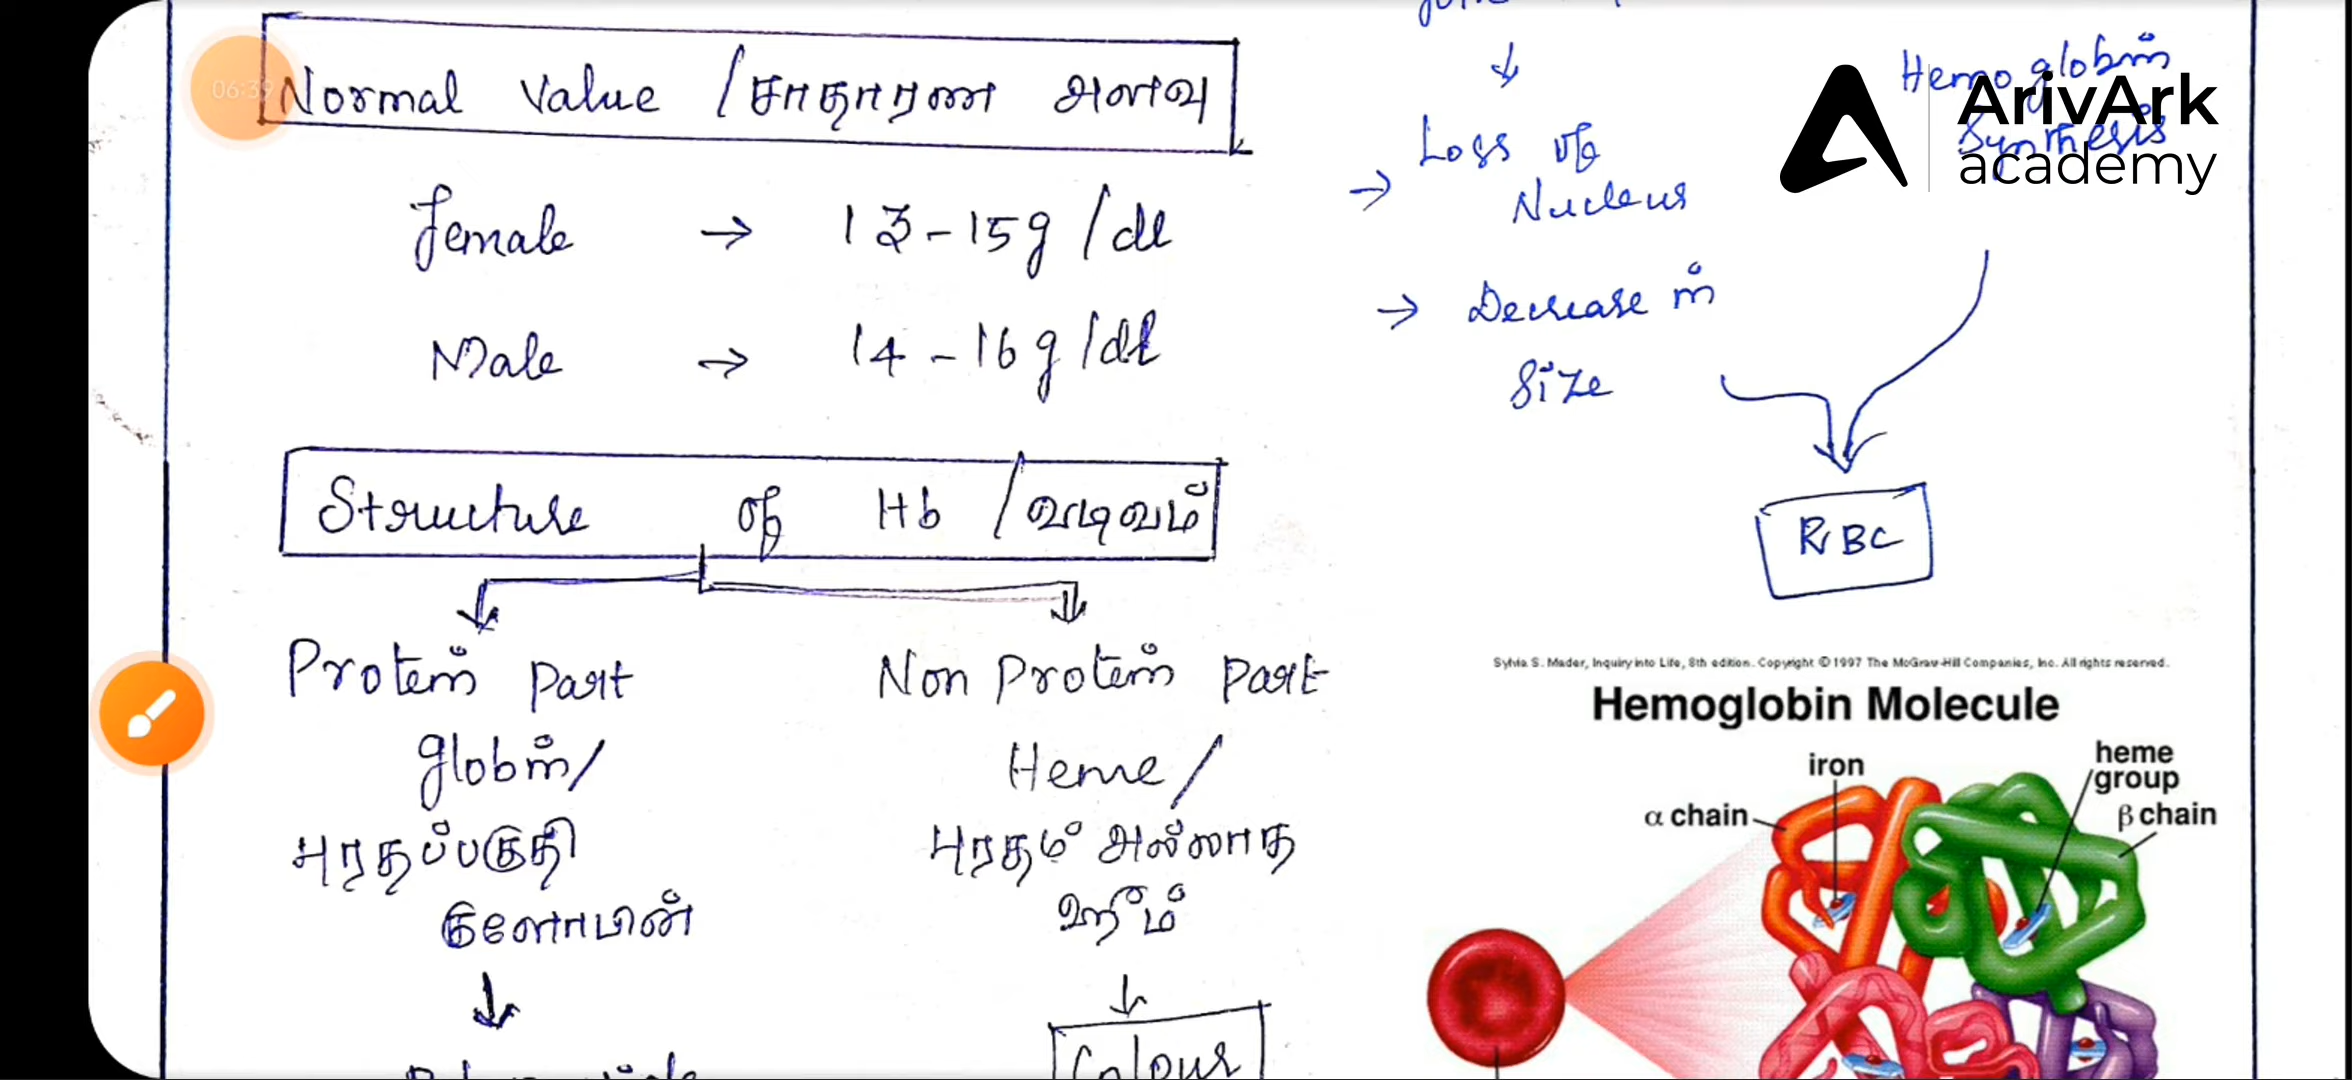 06:39
Normal Value / சாதாரண அளவு
Female → 13-15g/dl
Male → 14-16g/dl
Structure of Hb / வடிவம்
Protein Part
Globin/
புரதப்பகுதி
குளோபின்
Non Protein Part
Heme/
புரதம் அல்லாத
ஹீம்
Colour
↓
→ Loss of
Nucleus
→ Decrease in
Size
Hemoglobin
Synthesis
ArivArk
academy
RBC
Sylvia S. Mader, Inquiry into Life, 8th edition. Copyright © 1997 The McGraw-Hill Companies, Inc. All rights reserved.
Hemoglobin Molecule
iron
heme
group
α chain
β chain